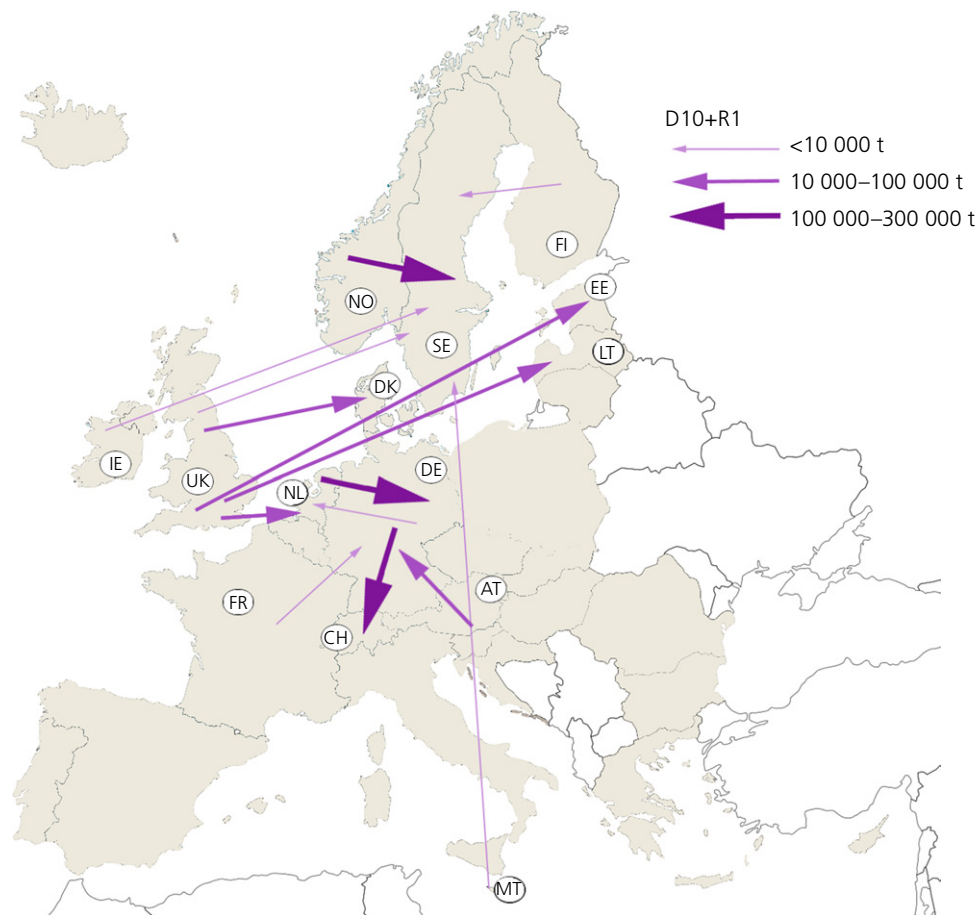 D10+R1
<10 000 t
10 000–100 000 t
100 000–300 000 t
FI
EE
NO
SE
LT
DK
IE
UK
DE
NL
AT
FR
CH
MT